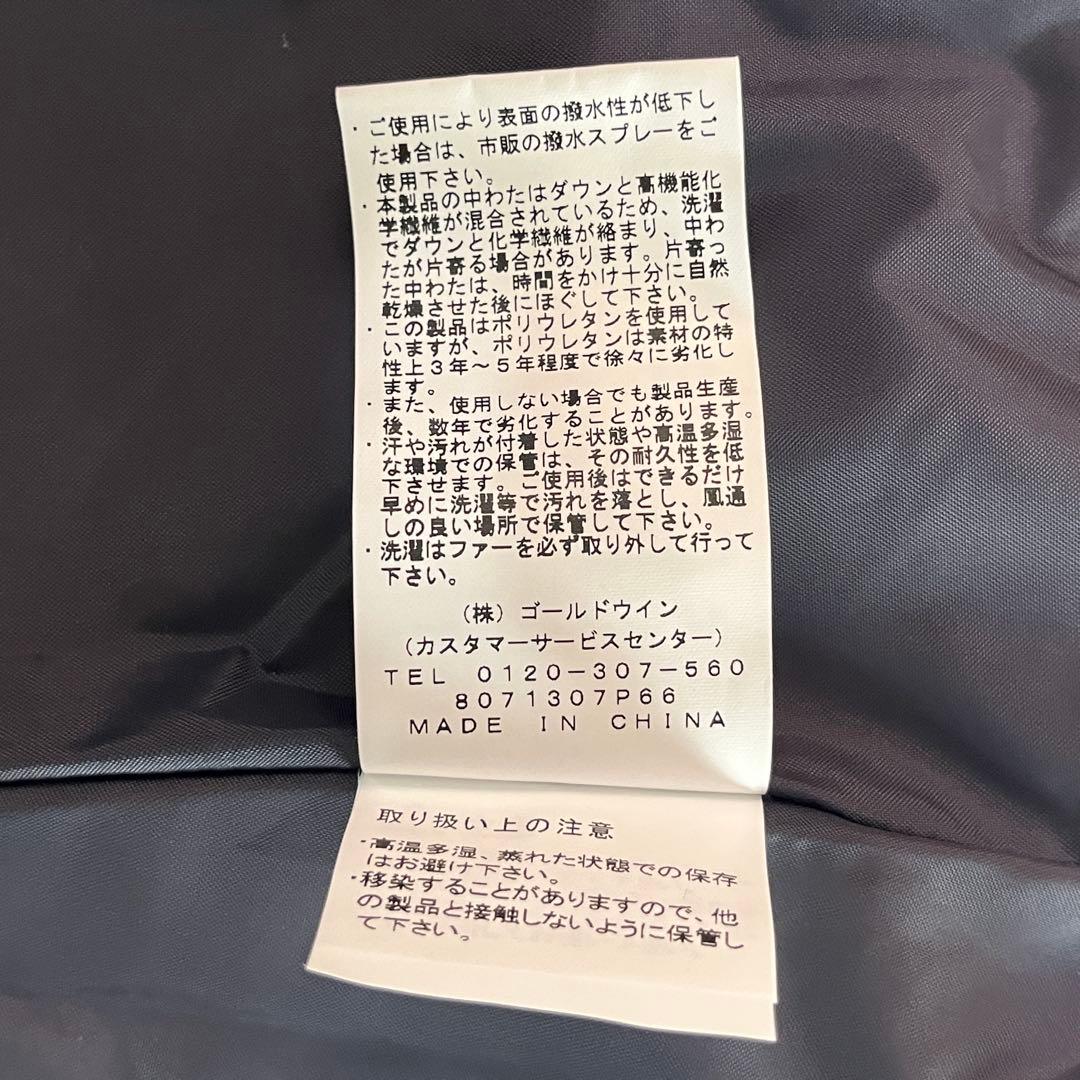 ・ご使用により表面の撥水性が低下し
た場合は、市販の撥水スプレーをご
使用下さい。
・本製品の中わたはダウンと高機能化
学繊維が混合されているため、洗濯
でダウンと化学繊維が絡まり、中わ
たが片寄る場合があります。片寄っ
た中わたは、時間をかけ十分に自然
乾燥させた後にほぐして下さい。
・この製品はポリウレタンを使用して
いますが、ポリウレタンは素材の特
性上３年～５年程度で徐々に劣化し
ます。
・また、使用しない場合でも製品生産
後、数年で劣化することがあります。
・汗や汚れが付着した状態や高温多湿
な環境での保管は、その耐久性を低
下させます。ご使用後はできるだけ
早めに洗濯等で汚れを落とし、風通
しの良い場所で保管して下さい。
・洗濯はファーを必ず取り外して行って
下さい。
（株）ゴールドウイン
（カスタマーサービスセンター）
ＴＥＬ　０１２０－３０７－５６０
８０７１３０７Ｐ６６
ＭＡＤＥ　ＩＮ　ＣＨＩＮＡ
取り扱い上の注意
・高温多湿、蒸れた状態での保存
はお避け下さい。
・移染することがありますので、他
の製品と接触しないように保管し
て下さい。